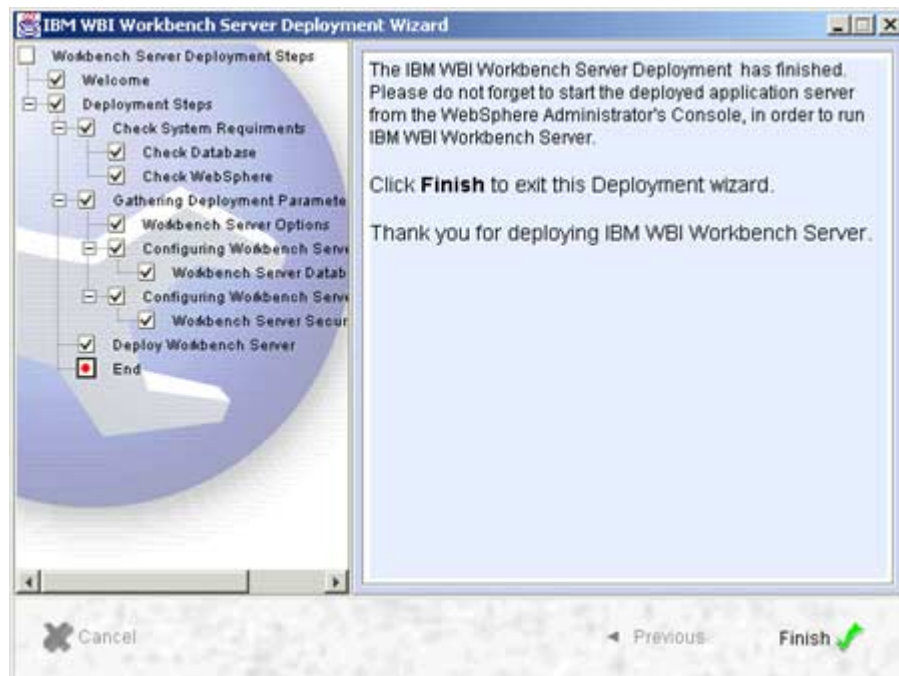 IBM WBI Workbench Server Deployment Wizard
Workbench Server Deployment Steps
Welcome
Deployment Steps
Check System Requirments
Check Database
Check WebSphere
Gathering Deployment Paramete
Workbench Server Options
Configuring Workbench Serve
Workbench Server Datab
Configuring Workbench Serve
Workbench Server Secur
Deploy Workbench Server
End
The IBM WBI Workbench Server Deployment has finished.
Please do not forget to start the deployed application server
from the WebSphere Administrator's Console, in order to run
IBM WBI Workbench Server.
Click Finish to exit this Deployment wizard.
Thank you for deploying IBM WBI Workbench Server.
Cancel
Previous
Finish